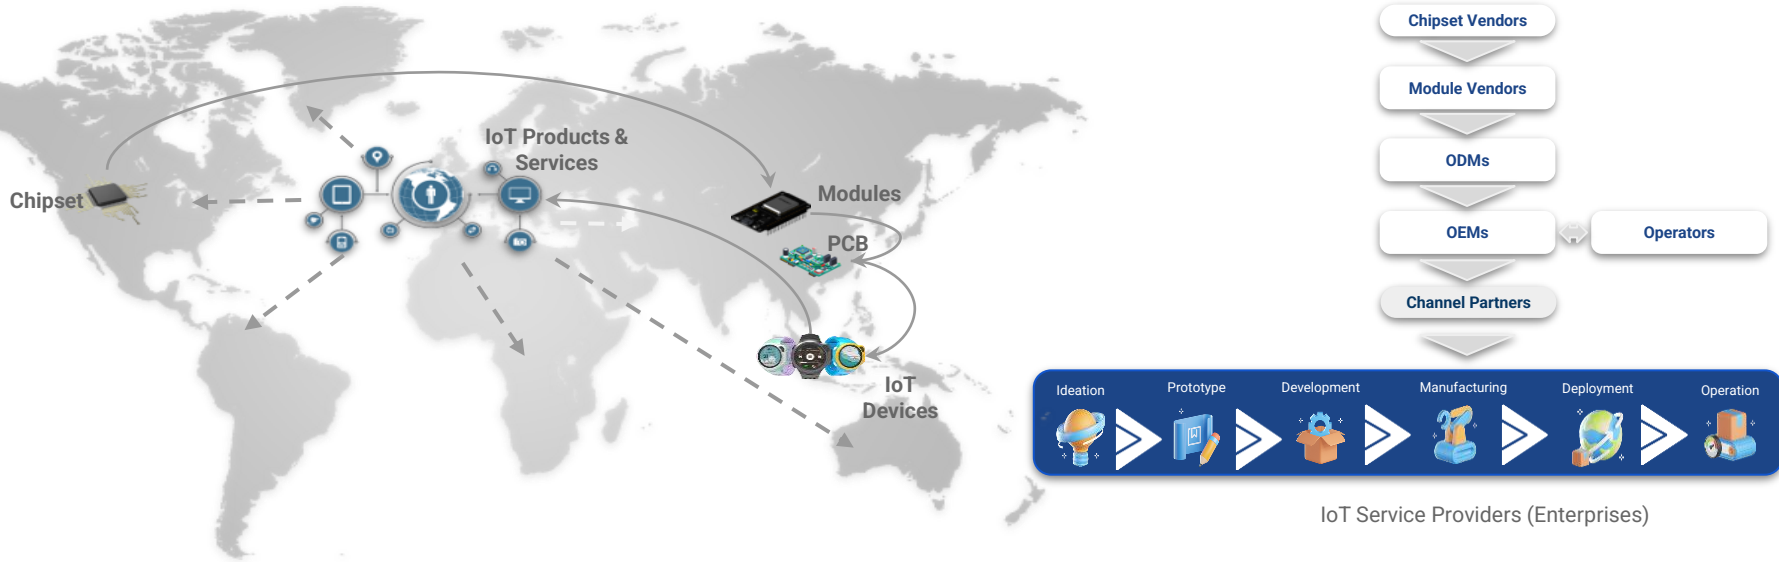 IoT Products &
Services
Chipset
Modules
PCB
IoT
Devices
Chipset Vendors
Module Vendors
ODMs
OEMs
Operators
Channel Partners
Ideation
Prototype
Development
Manufacturing
Deployment
Operation
IoT Service Providers (Enterprises)